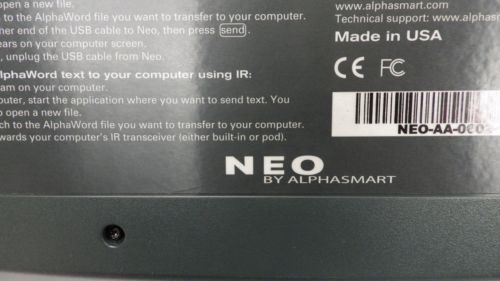 open a new file.
to the AlphaWord file you want to transfer to your computer.
her end of the USB cable to Neo, then press send.
ears on your computer screen.
, unplug the USB cable from Neo.
lphaWord text to your computer using IR:
am on your computer.
puter, start the application where you want to send text. You
o open a new file.
ch to the AlphaWord file you want to transfer to your computer.
wards your computer's IR transceiver (either built-in or pod).
www.alphasmart.co
Technical support: www.alphasm
Made in USA
CE FC
NEO-AA-0602
NEO
BY ALPHASMART